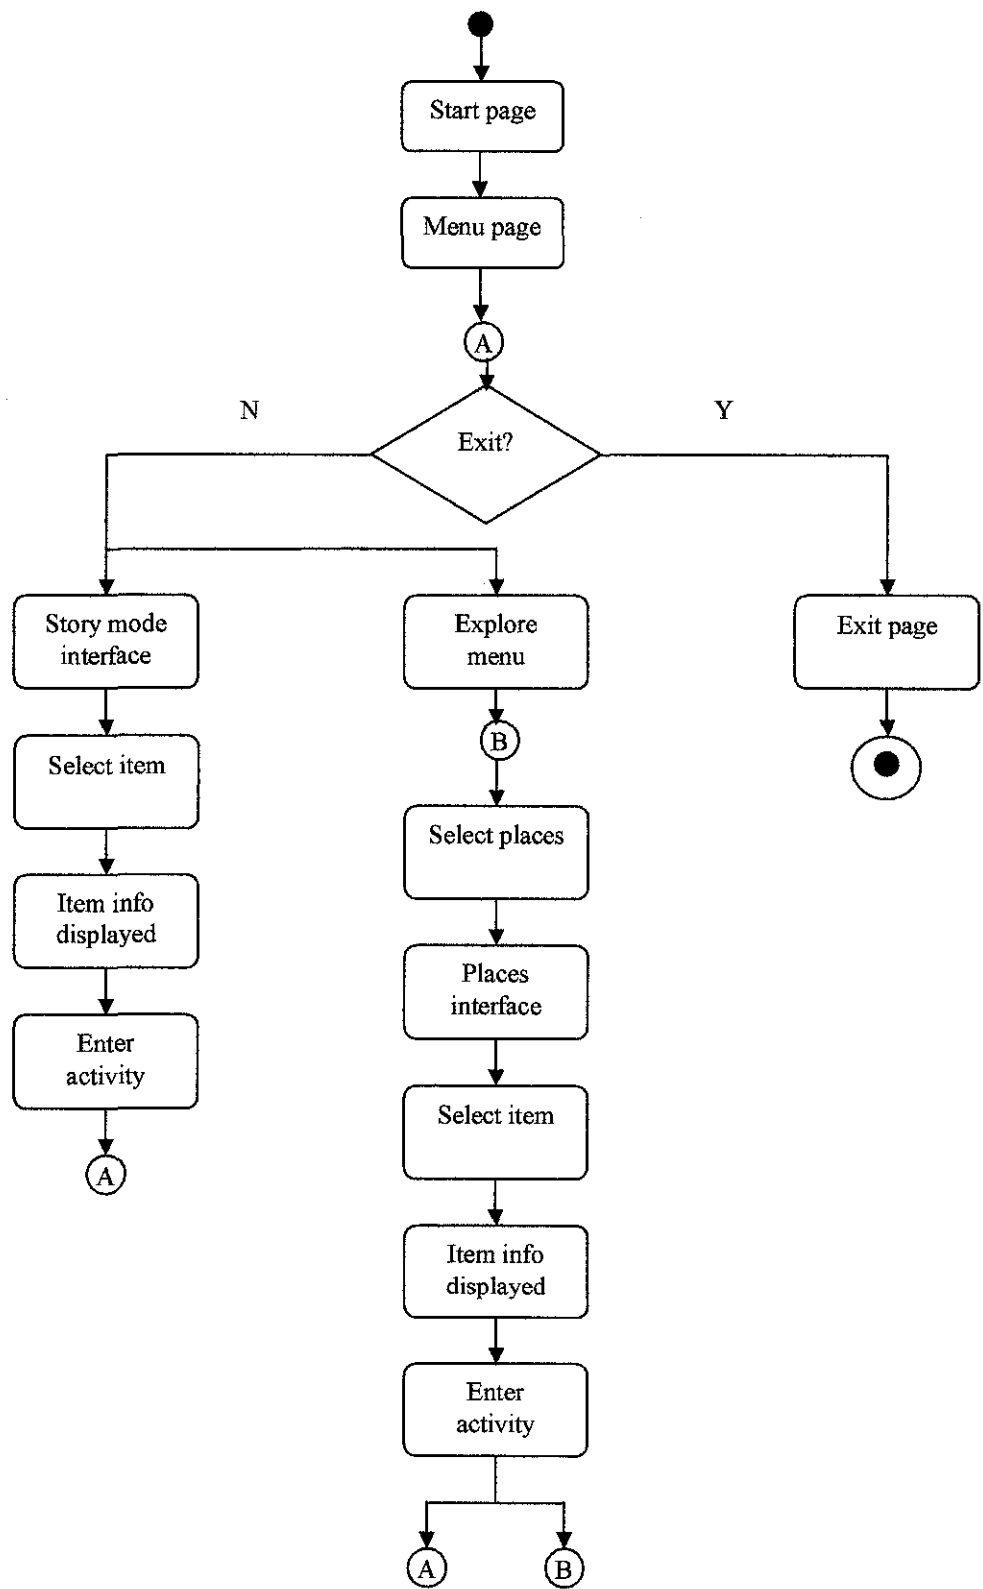 Start page
Menu page
A
N
Y
Exit?
Story mode
interface
Explore
menu
Exit page
B
Select item
Select places
Item info
displayed
Places
interface
Enter
activity
Select item
A
Item info
displayed
Enter
activity
A
B